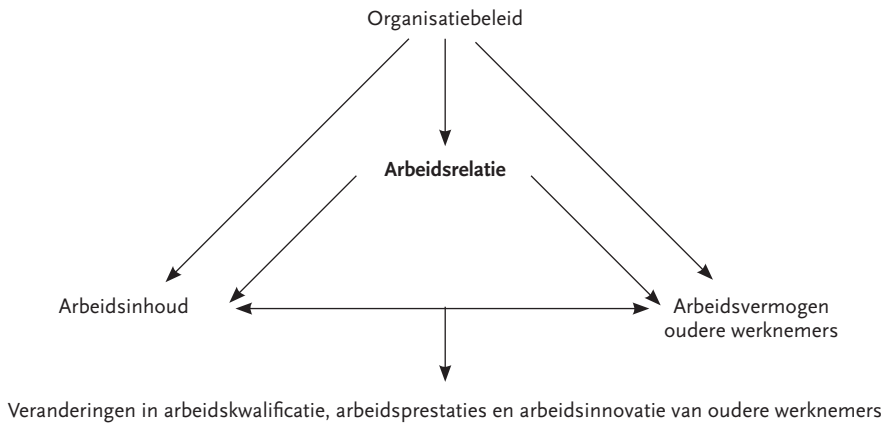 Organisatiebeleid
Arbeidsrelatie
Arbeidsinhoud
Arbeidsvermogen
oudere werknemers
Veranderingen in arbeidskwalificatie, arbeidsprestaties en arbeidsinnovatie van oudere werknemers